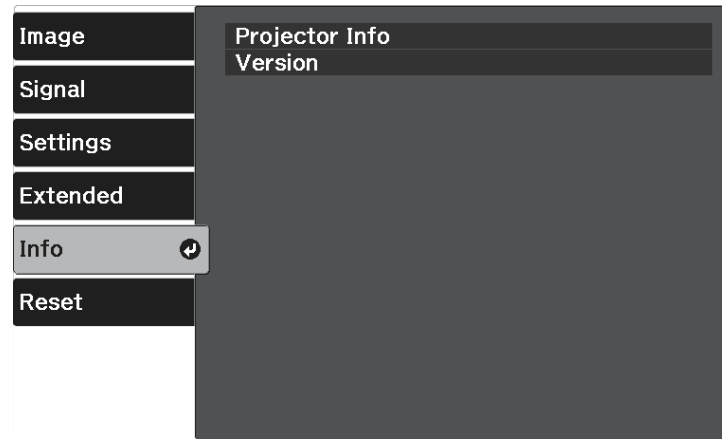 Image
Signal
Settings
Extended
Info
Reset
Projector Info
Version